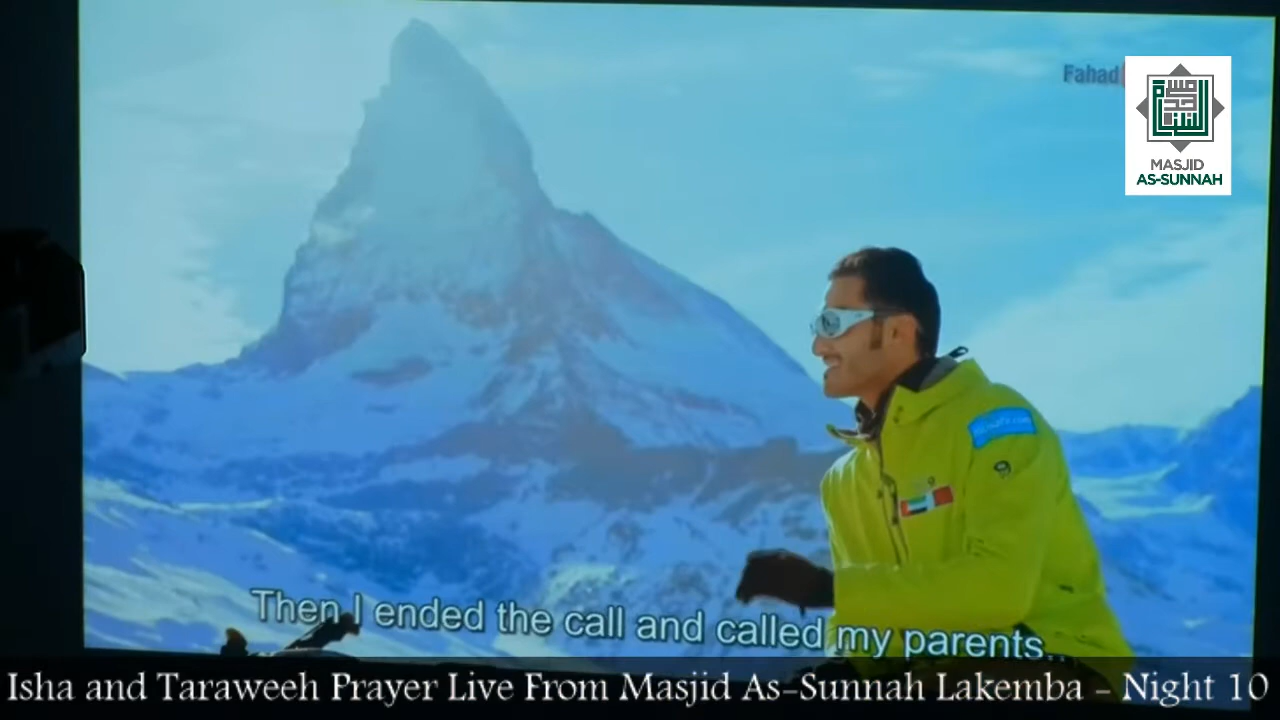 Fahad
MASJID
AS-SUNNAH
Then I ended the call and called my parents..
Isha and Taraweeh Prayer Live From Masjid As-Sunnah Lakemba - Night 10